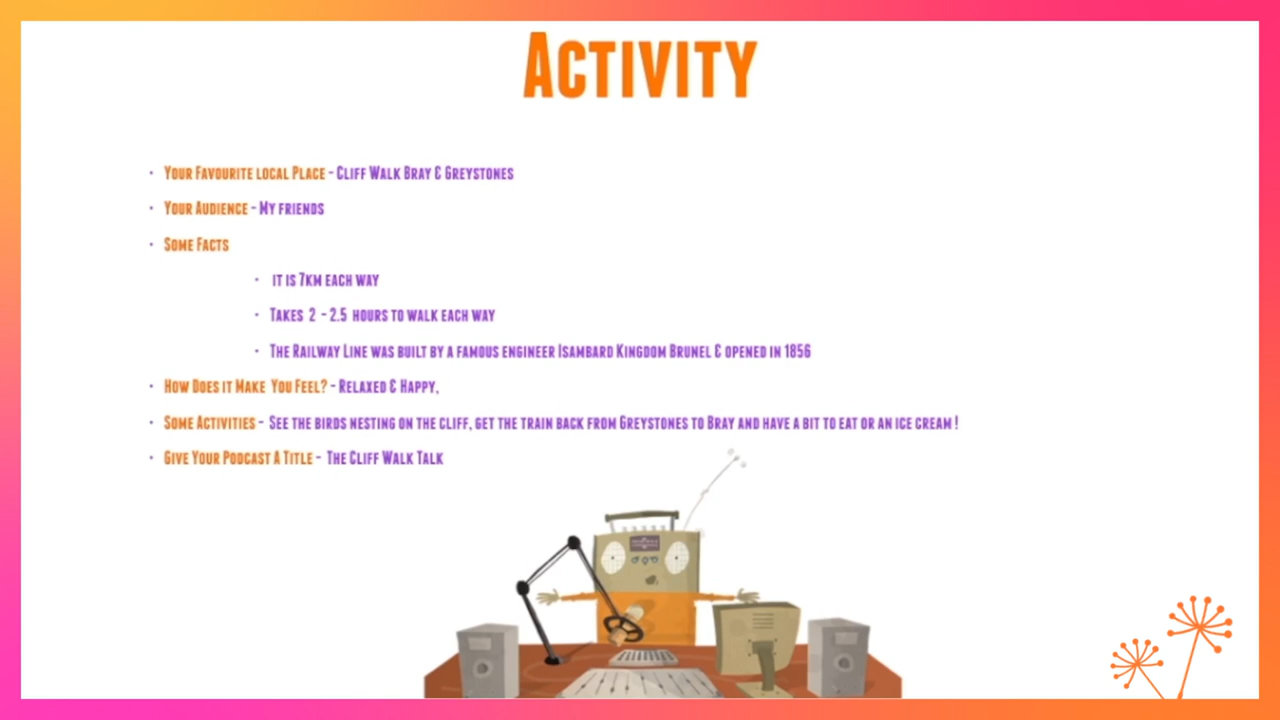 Activity
• Your Favourite local Place - Cliff Walk Bray & Greystones
• Your Audience - My friends
• Some Facts
• it is 7km each way
• Takes 2 - 2.5 hours to walk each way
• The Railway Line was built by a famous engineer Isambard Kingdom Brunel & opened in 1856
• How Does it Make You Feel? - Relaxed & Happy,
• Some Activities - See the birds nesting on the cliff, get the train back from Greystones to Bray and have a bit to eat or an ice cream !
• Give Your Podcast A Title - The Cliff Walk Talk